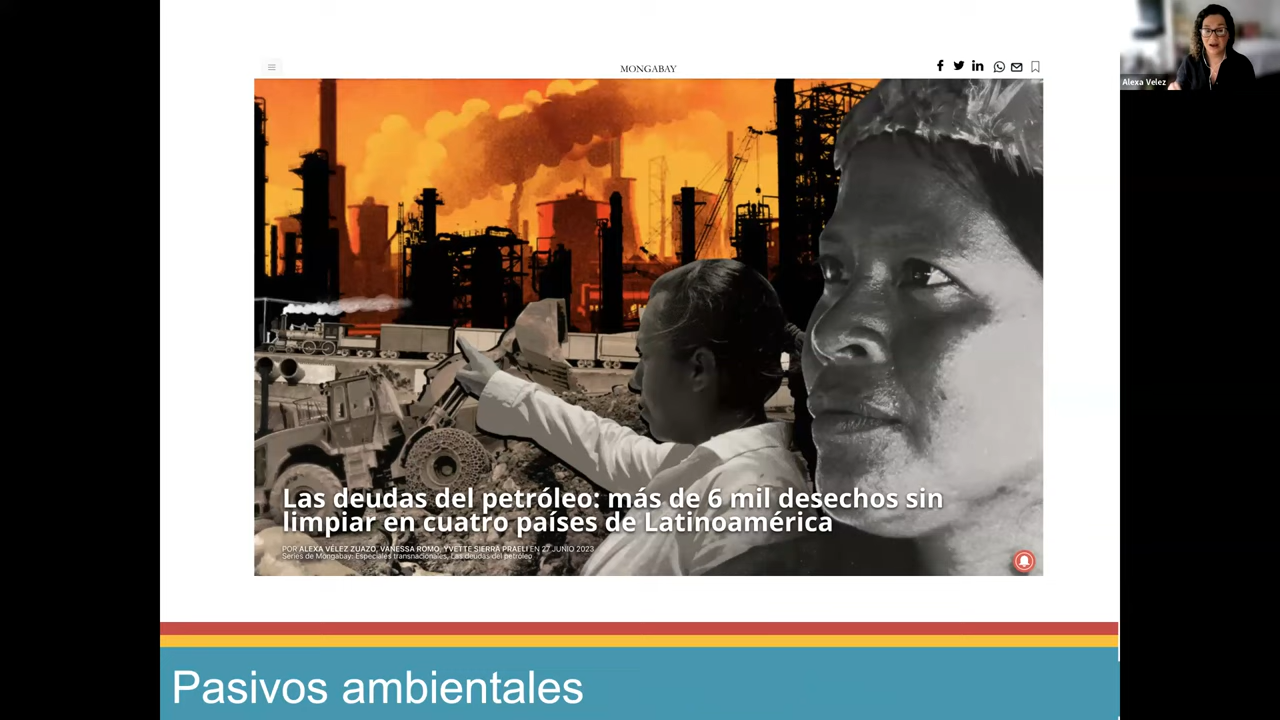 MONGABAY
Alexa Velez
Las deudas del petróleo: más de 6 mil desechos sin
limpiar en cuatro países de Latinoamérica
POR ALEXA VÉLEZ ZUAZO, VANESSA ROMO, YVETTE SIERRA PRAELI EN 27 JUNIO 2023
Series de Mongabay: Especiales transnacionales, Las deudas del petróleo
Pasivos ambientales